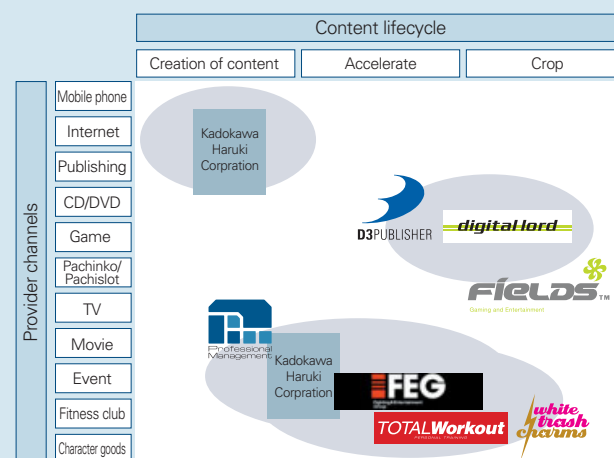 Content lifecycle
Creation of content
Accelerate
Crop
Provider channels
Mobile phone
Internet
Publishing
CD/DVD
Game
Pachinko/
Pachislot
TV
Movie
Event
Fitness club
Character goods
Kadokawa
Haruki
Corpration
D3PUBLISHER
digital lord
FIELDS™
Gaming and Entertainment
Professional
Management
Kadokawa
Haruki
Corpration
FEG
TOTAL Workout
PERSONAL TRAINING
white
trash
charms